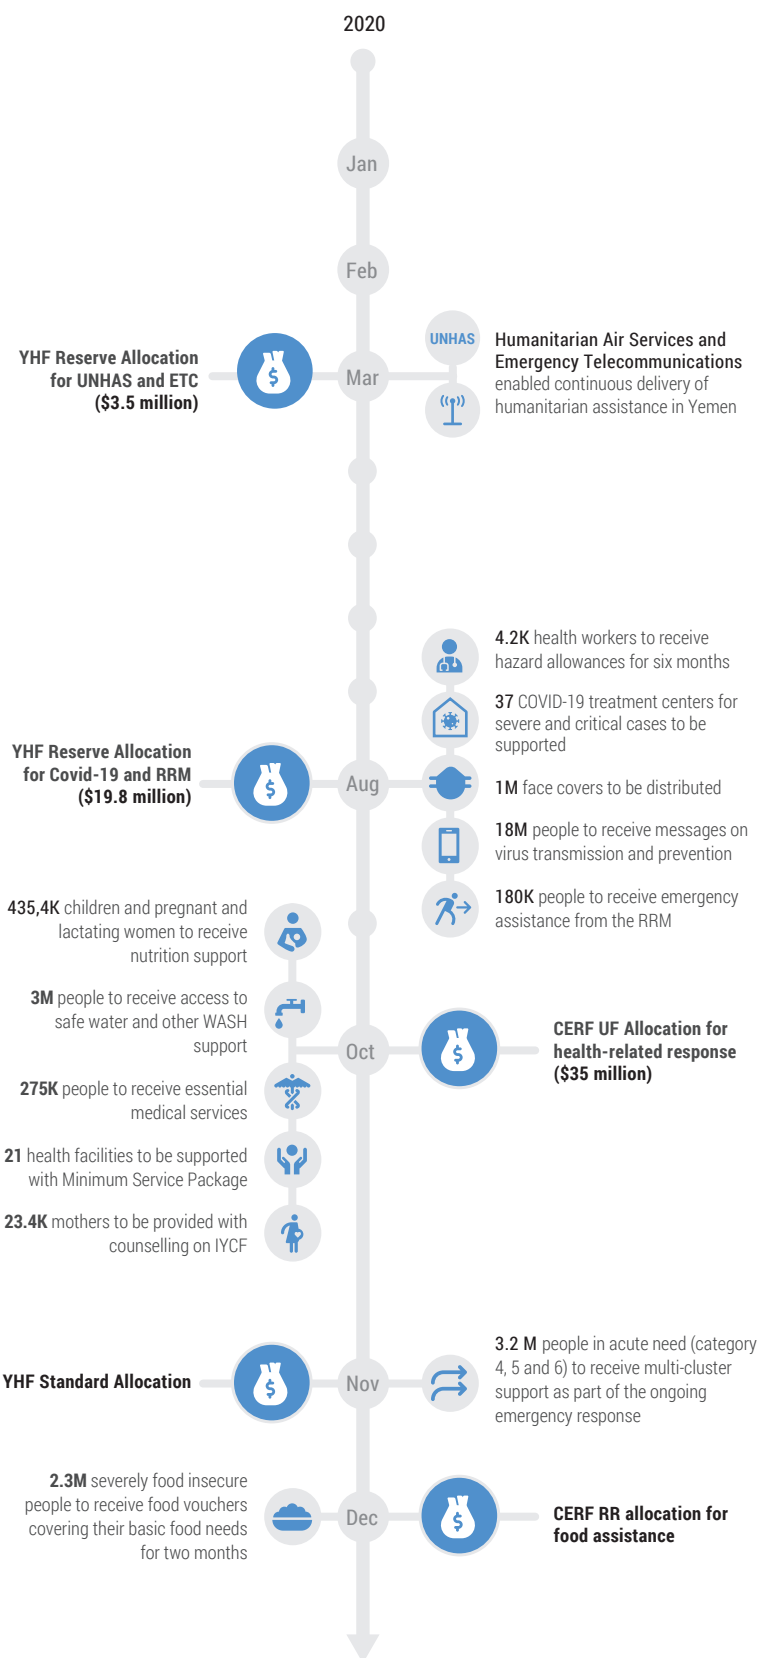 2020
Jan
Feb
YHF Reserve Allocation
for UNHAS and ETC
($3.5 million)
Mar
UNHAS
Humanitarian Air Services and
Emergency Telecommunications
enabled continuous delivery of
humanitarian assistance in Yemen
4.2K health workers to receive
hazard allowances for six months
37 COVID-19 treatment centers for
severe and critical cases to be
supported
YHF Reserve Allocation
for Covid-19 and RRM
($19.8 million)
Aug
1M face covers to be distributed
18M people to receive messages on
virus transmission and prevention
180K people to receive emergency
assistance from the RRM
435,4K children and pregnant and
lactating women to receive
nutrition support
3M people to receive access to
safe water and other WASH
support
Oct
CERF UF Allocation for
health-related response
($35 million)
275K people to receive essential
medical services
21 health facilities to be supported
with Minimum Service Package
23.4K mothers to be provided with
counselling on IYCF
YHF Standard Allocation
Nov
3.2 M people in acute need (category
4, 5 and 6) to receive multi-cluster
support as part of the ongoing
emergency response
2.3M severely food insecure
people to receive food vouchers
covering their basic food needs
for two months
Dec
CERF RR allocation for
food assistance